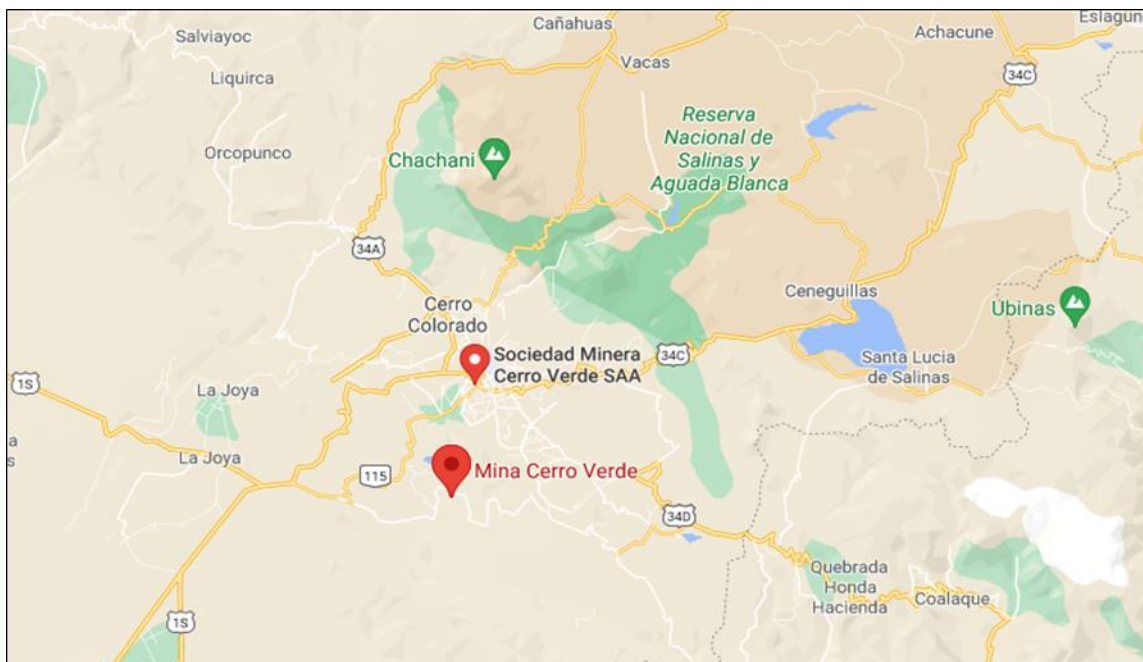 Cañahuas
Salviayoc
Achacune
Eslagun
Liquirca
Vacas
34C
Reserva
Nacional de
Salinas y
Aguada Blanca
Chachani
Orcopunco
34A
Ceneguillas
Ubinas
Cerro
Colorado
Sociedad Minera
Cerro Verde SAA
34C
Santa Lucia
de Salinas
1S
La Joya
a
s
La Joya
115
Mina Cerro Verde
34D
Quebrada
Honda
Hacienda
Coalaque
1S